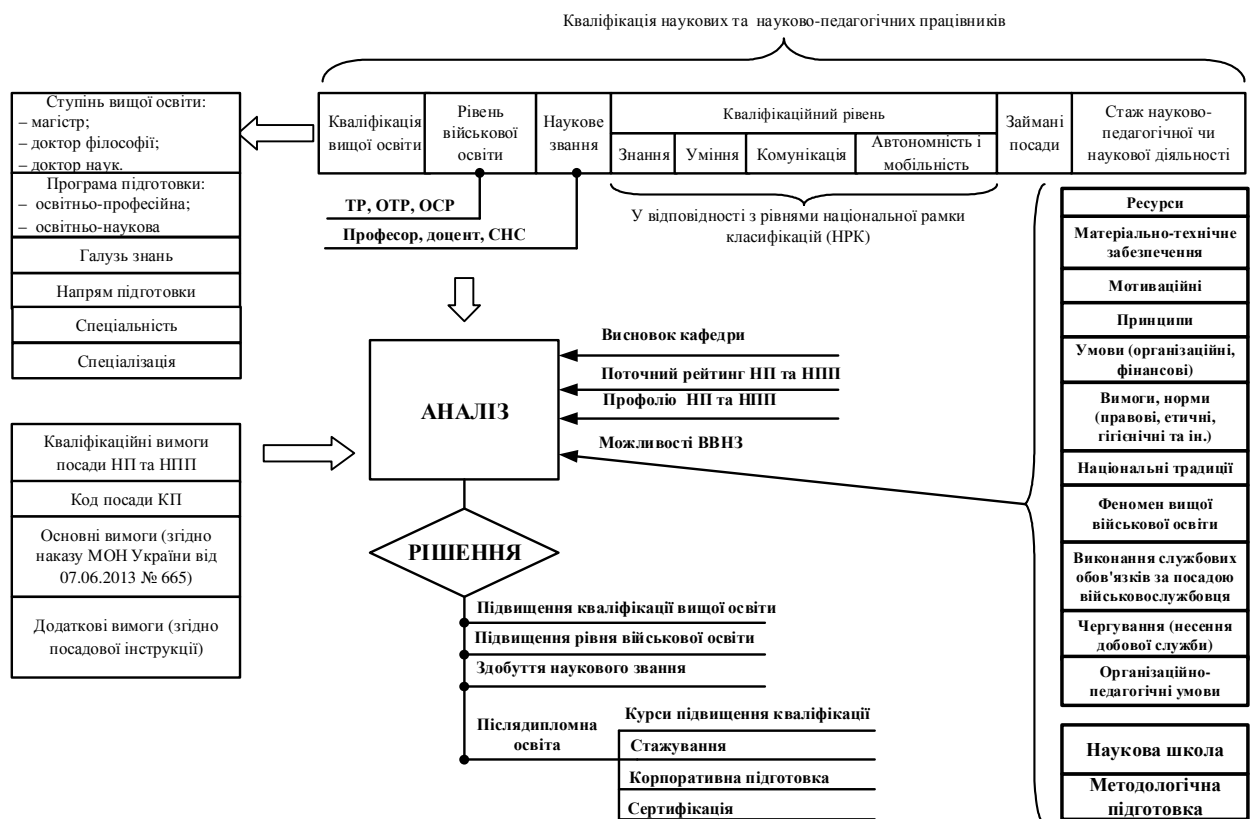 Кваліфікація наукових та науково-педагогічних працівників
Ступінь вищої освіти:
– магістр;
– доктор філософії;
– доктор наук.
Програма підготовки:
– освітньо-професійна;
– освітньо-наукова
Галузь знань
Напрям підготовки
Спеціальність
Спеціалізація
Кваліфікація
вищої освіти
Рівень
військової
освіти
Наукове
звання
Кваліфікаційний рівень
Знання
Уміння
Комунікація
Автономність і
мобільність
Займані
посади
Стаж науково-
педагогічної чи
наукової діяльності
ТР, ОТР, ОСР
Професор, доцент, СНС
У відповідності з рівнями національної рамки
класифікацій (НРК)
АНАЛІЗ
Висновок кафедри
Поточний рейтинг НП та НПП
Профоліо НП та НПП
Можливості ВВНЗ
Кваліфікаційні вимоги
посади НП та НПП
Код посади КП
Основні вимоги (згідно
наказу МОН України від
07.06.2013 № 665)
Додаткові вимоги (згідно
посадової інструкції)
РІШЕННЯ
Підвищення кваліфікації вищої освіти
Підвищення рівня військової освіти
Здобуття наукового звання
Післядипломна
освіта
Курси підвищення кваліфікації
Стажування
Корпоративна підготовка
Сертифікація
Ресурси
Матеріально-технічне
забезпечення
Мотиваційні
Принципи
Умови (організаційні,
фінансові)
Вимоги, норми
(правові, етичні,
гігієнічні та ін.)
Національні традиції
Феномен вищої
військової освіти
Виконання службових
обов'язків за посадою
військовослужбовця
Чергування (несення
добової служби)
Організаційно-
педагогічні умови
Наукова школа
Методологічна
підготовка